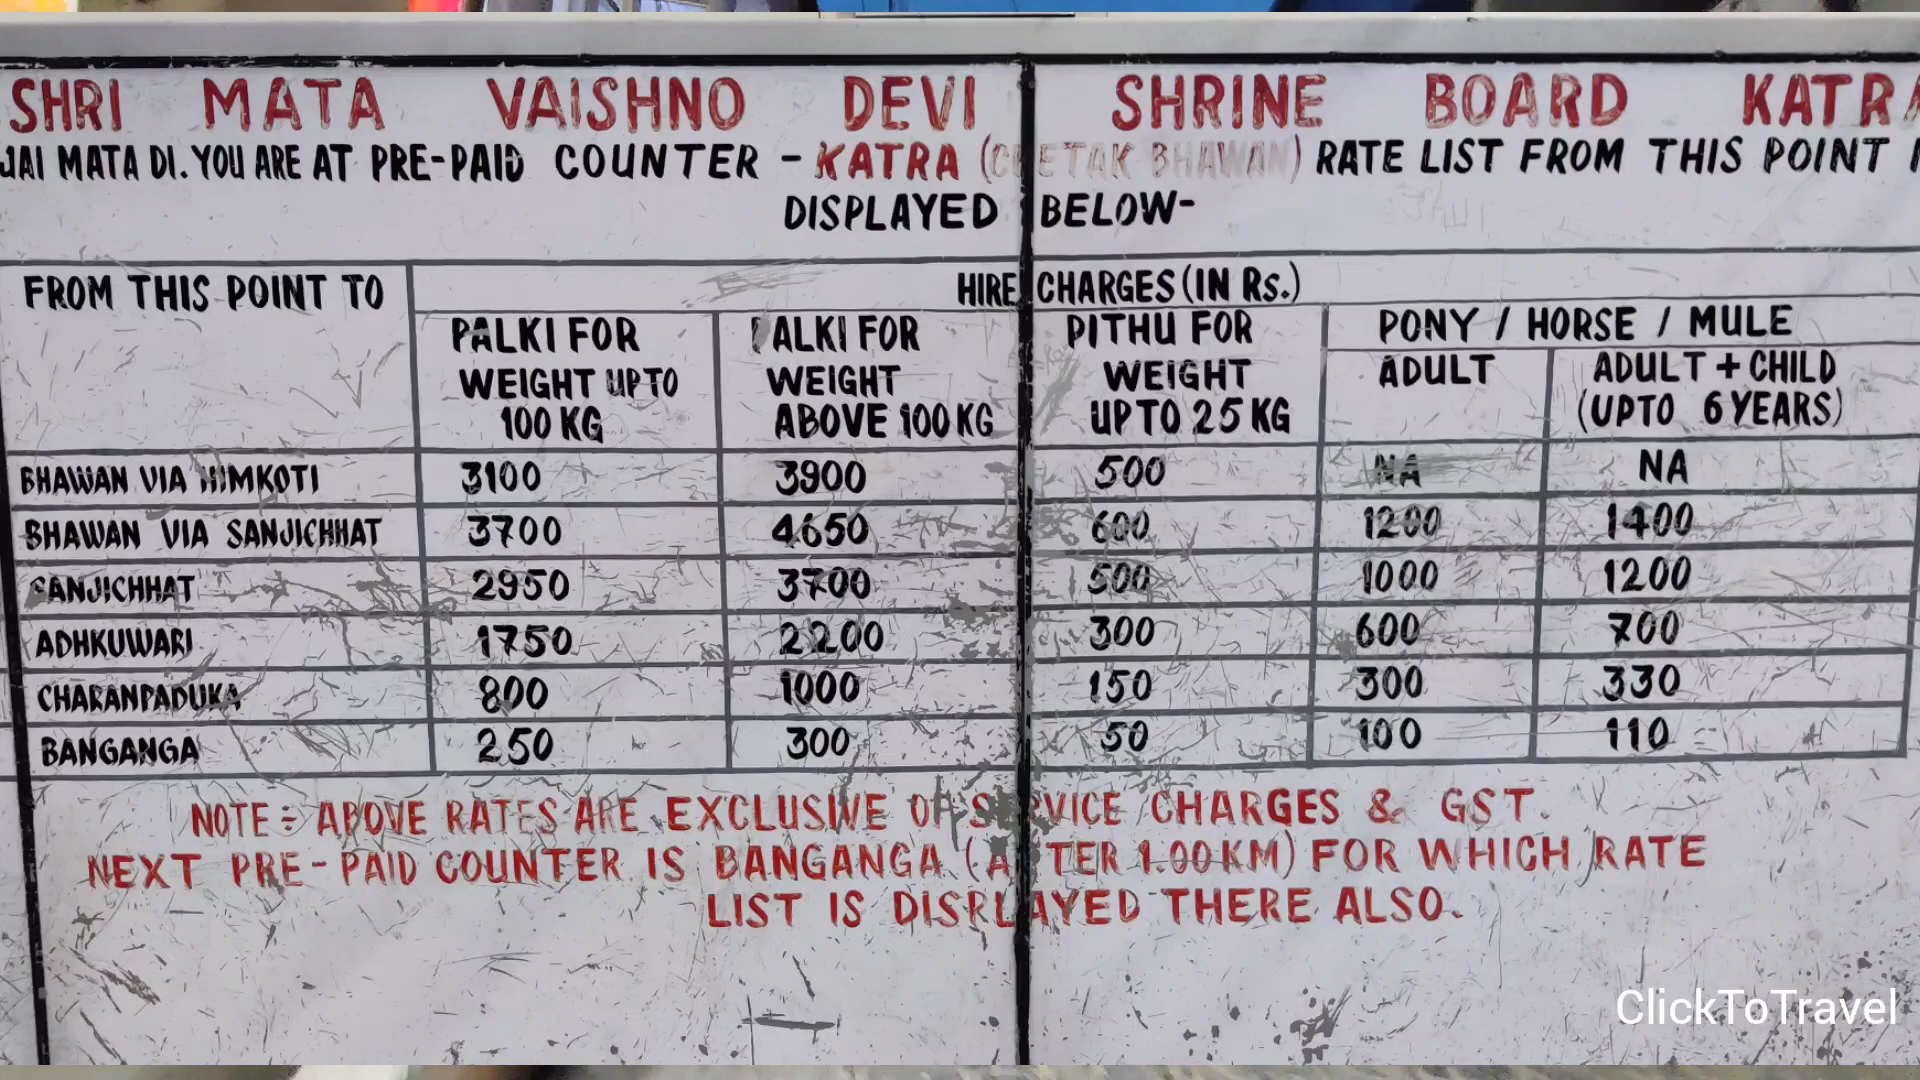 SHRI MATA VAISHNO DEVI SHRINE BOARD KATRA
JAI MATA DI. YOU ARE AT PRE-PAID COUNTER - KATRA (CHETAK BHAWAN) RATE LIST FROM THIS POINT
DISPLAYED BELOW-
FROM THIS POINT TO HIRE CHARGES (IN Rs.)
PALKI FOR WEIGHT UPTO 100 KG PALKI FOR WEIGHT ABOVE 100 KG PITHU FOR WEIGHT UPTO 25 KG PONY / HORSE / MULE
ADULT ADULT + CHILD (UPTO 6 YEARS)
BHAWAN VIA HIMKOTI 3100 3900 500 NA NA
BHAWAN VIA SANJICHHAT 3700 4650 600 1200 1400
SANJICHHAT 2950 3700 500 1000 1200
ADHKUWARI 1750 2200 300 600 700
CHARANPADUKA 800 1000 150 300 330
BANGANGA 250 300 50 100 110
NOTE : ABOVE RATES ARE EXCLUSIVE OF SERVICE CHARGES & GST.
NEXT PRE-PAID COUNTER IS BANGANGA (AFTER 1.00 KM) FOR WHICH RATE
LIST IS DISPLAYED THERE ALSO.
ClickToTravel